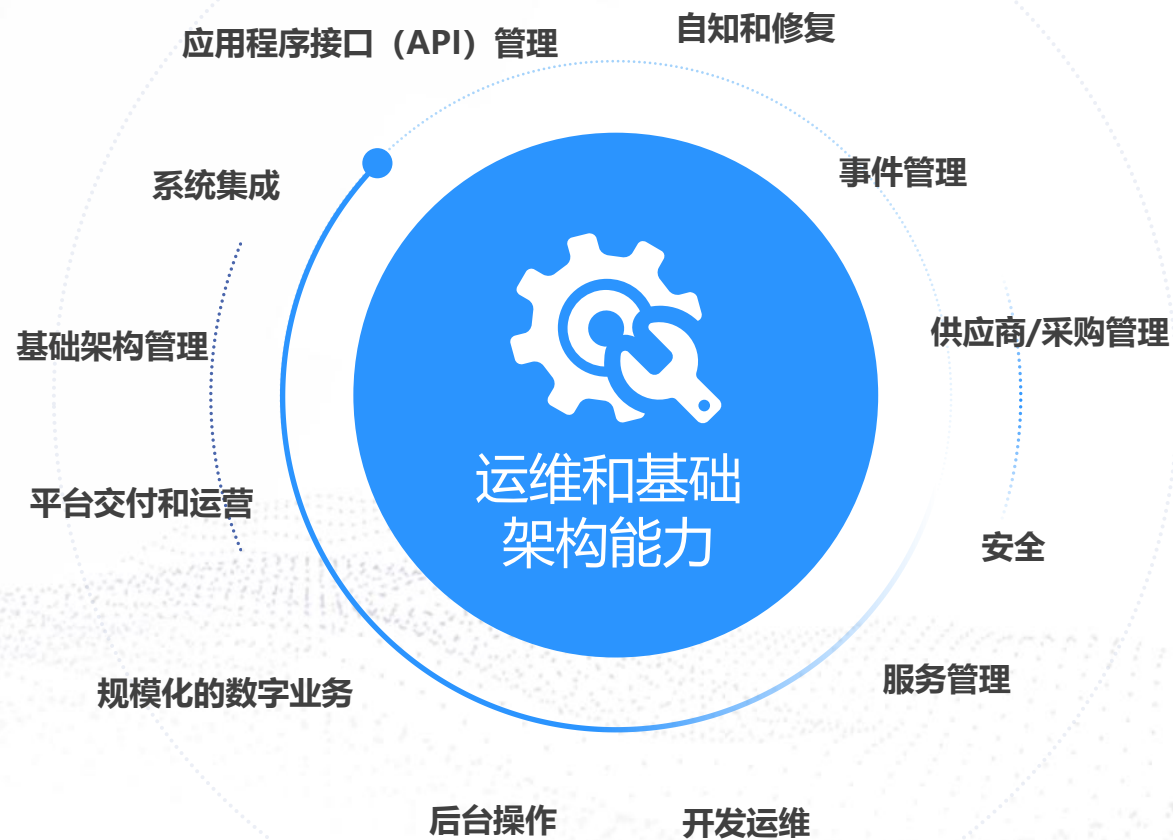 应用程序接口（API）管理
自知和修复
系统集成
事件管理
基础架构管理
供应商/采购管理
运维和基础
架构能力
平台交付和运营
安全
规模化的数字业务
服务管理
后台操作
开发运维